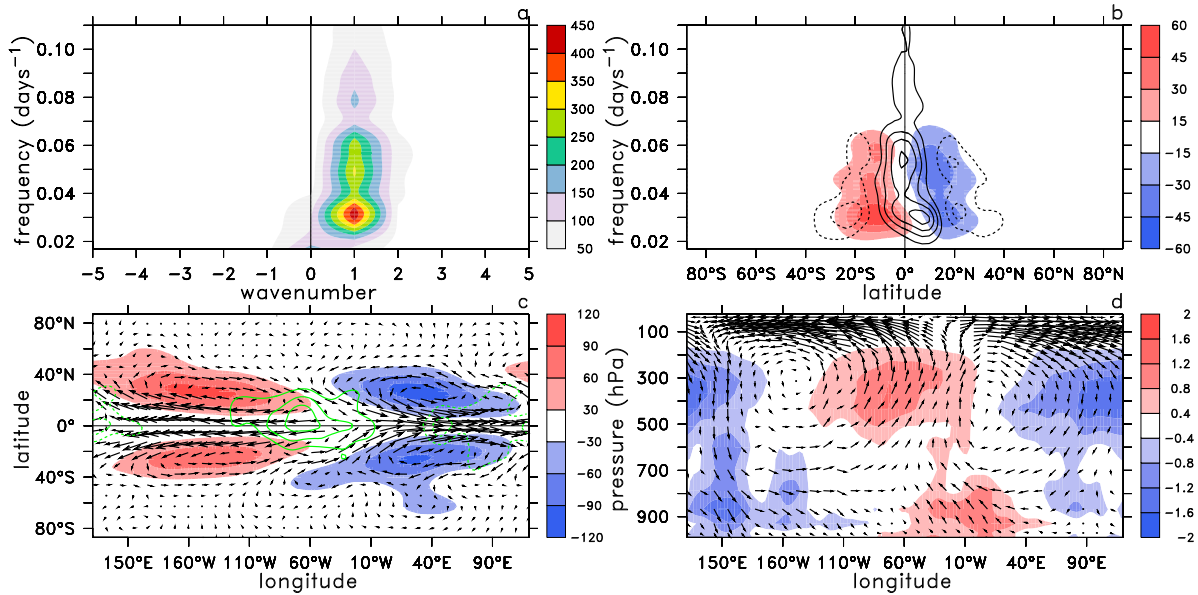 a
0.10
0.08
0.06
0.04
0.02
frequency (days⁻¹)
−5 −4 −3 −2 −1 0 1 2 3 4 5
wavenumber
450
400
350
300
250
200
150
100
50
b
0.10
0.08
0.06
0.04
0.02
frequency (days⁻¹)
80°S 60°S 40°S 20°S 0° 20°N 40°N 60°N 80°N
latitude
60
45
30
15
−15
−30
−45
−60
c
80°N
40°N
0°
40°S
80°S
latitude
150°E 160°W 110°W 60°W 10°W 40°E 90°E
longitude
120
90
60
30
−30
−60
−90
−120
d
100
300
500
700
900
pressure (hPa)
150°E 160°W 110°W 60°W 10°W 40°E 90°E
longitude
2
1.6
1.2
0.8
0.4
−0.4
−0.8
−1.2
−1.6
−2